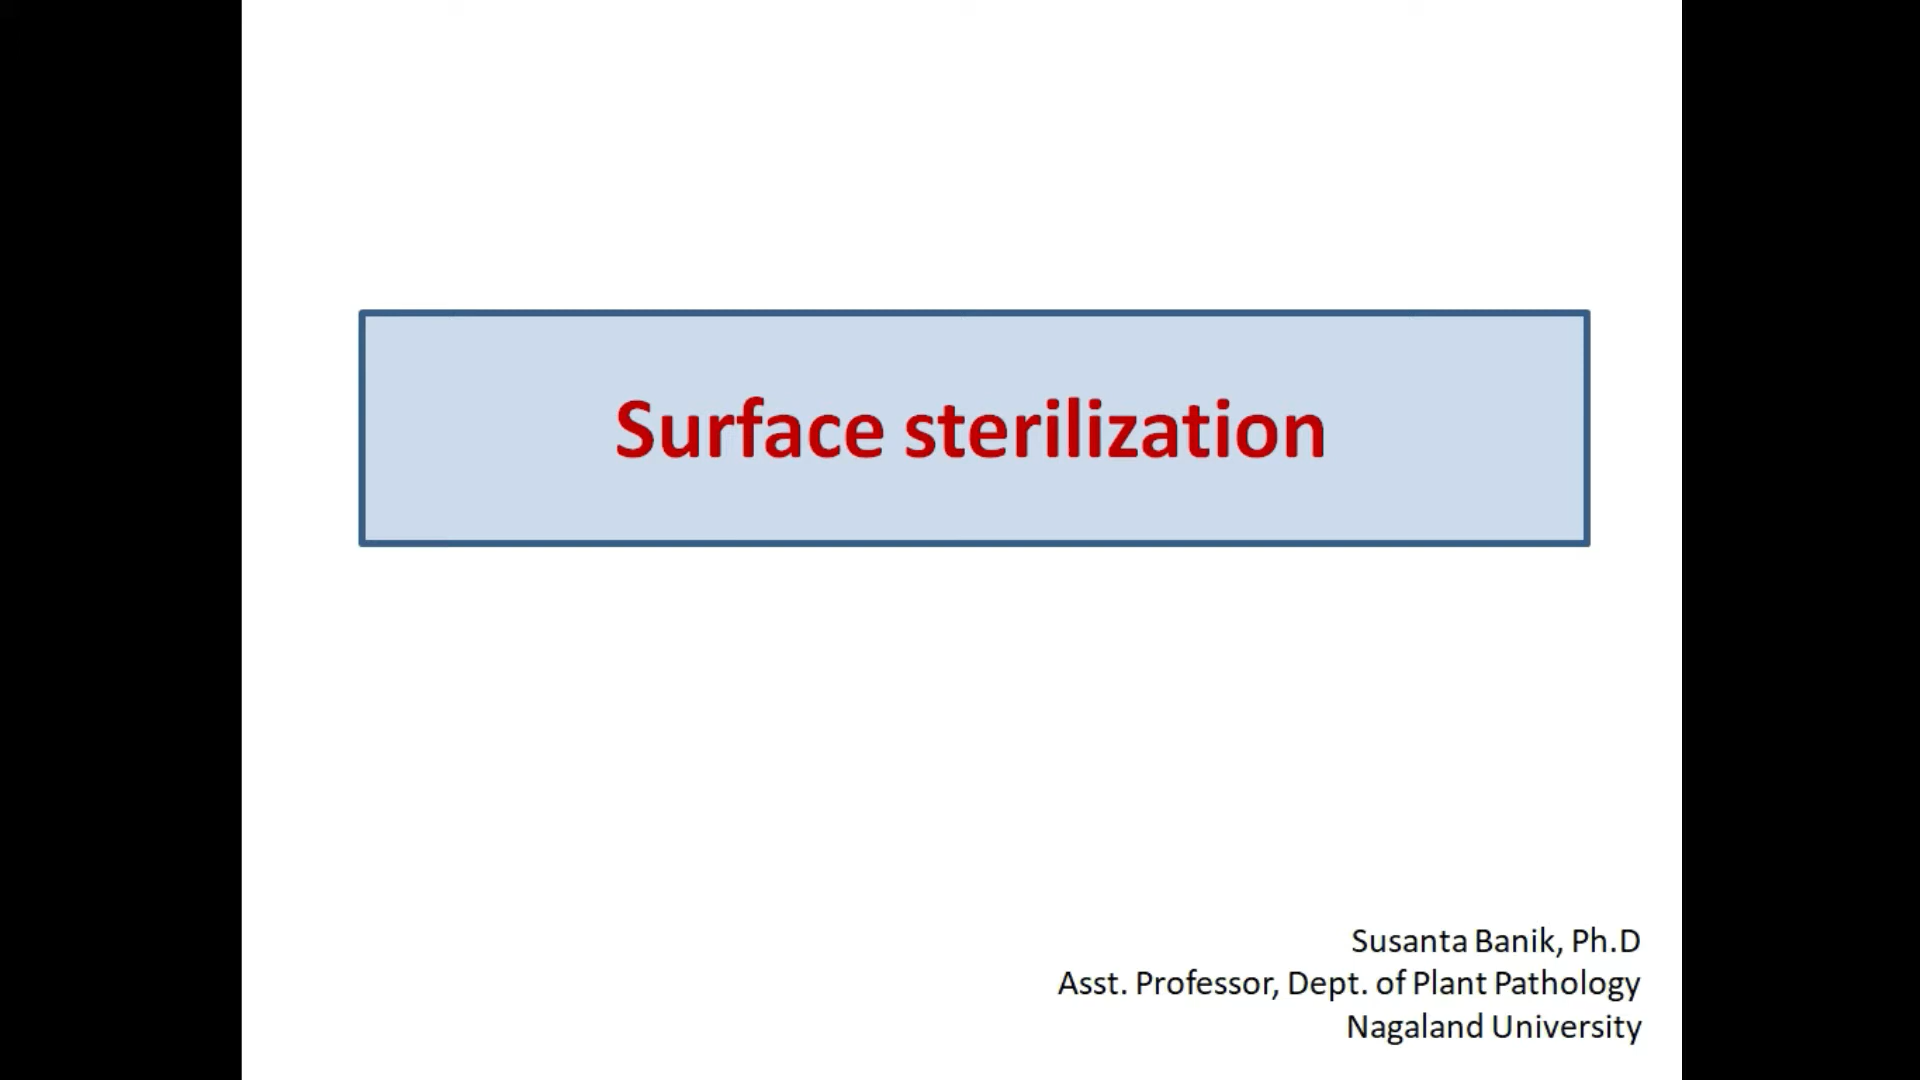 Surface sterilization
Susanta Banik, Ph.D
Asst. Professor, Dept. of Plant Pathology
Nagaland University